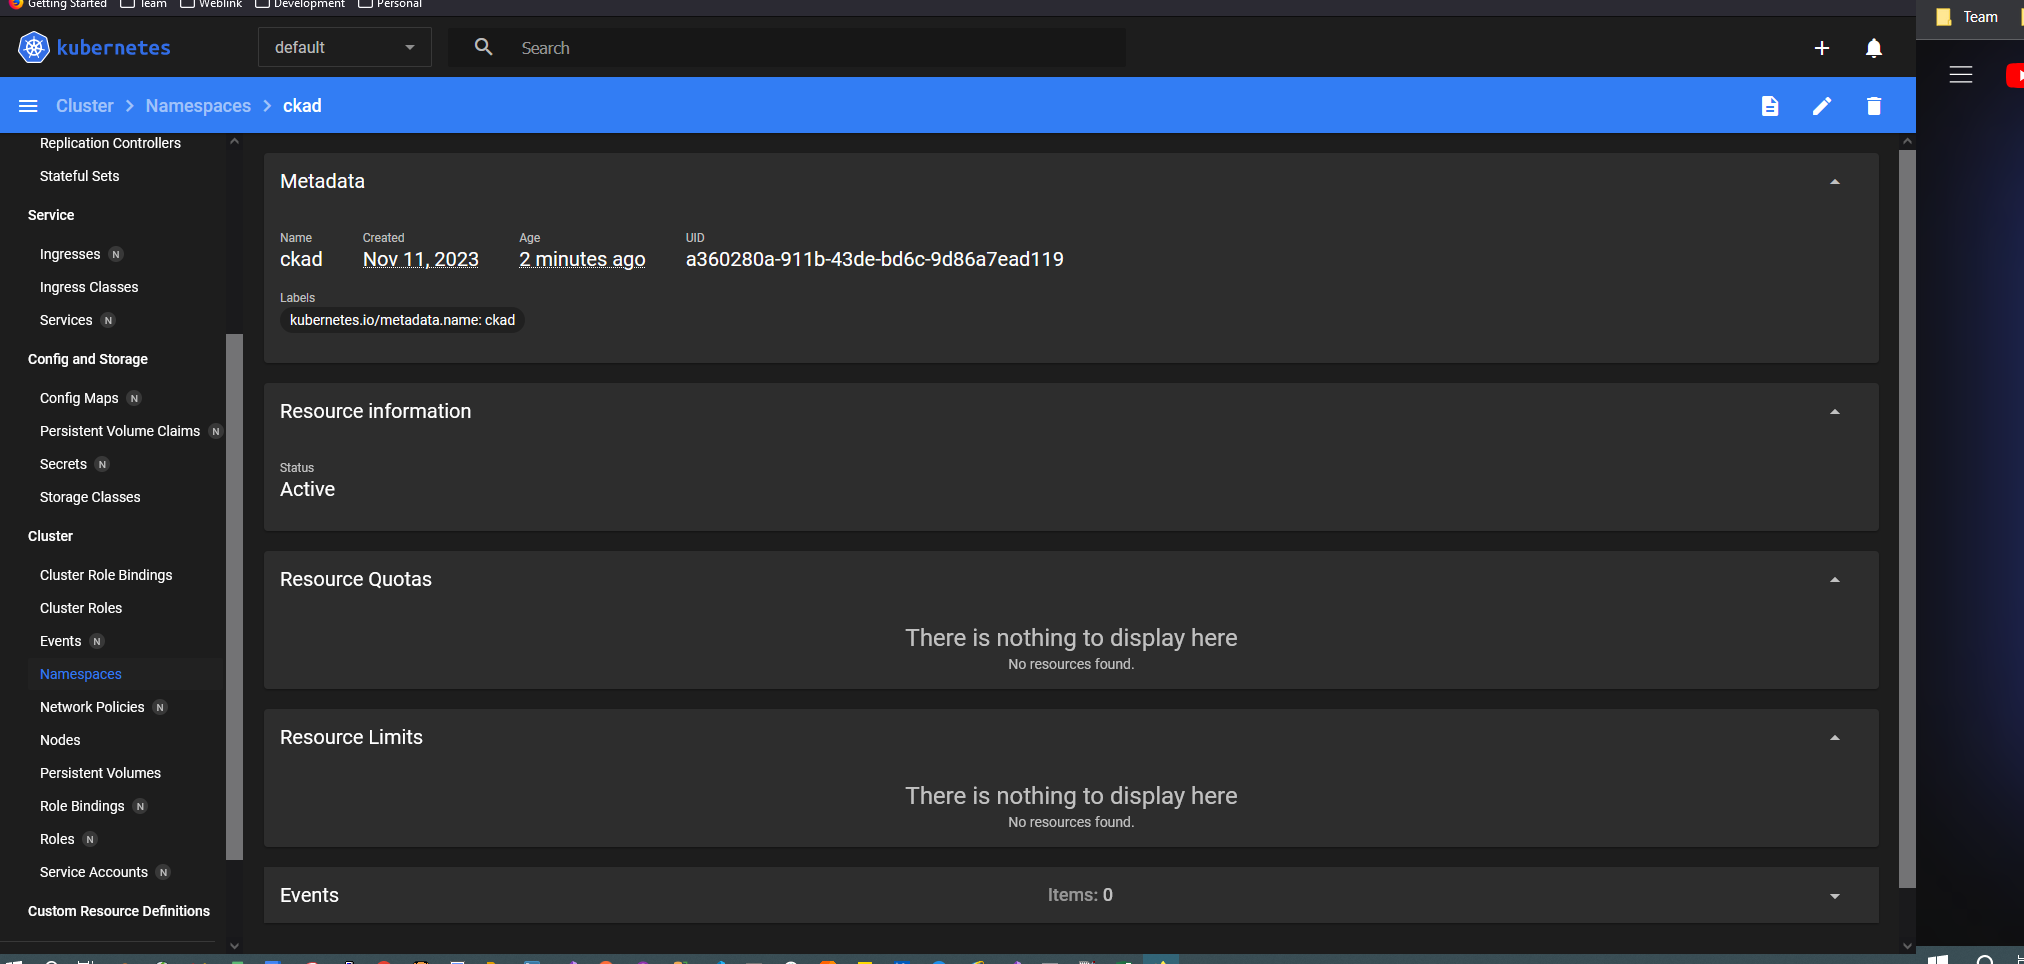 Getting Started Team Weblink Development Personal
Team
kubernetes default Search
Cluster Namespaces ckad
Replication Controllers
Stateful Sets
Service
Ingresses N
Ingress Classes
Services N
Config and Storage
Config Maps N
Persistent Volume Claims N
Secrets N
Storage Classes
Cluster
Cluster Role Bindings
Cluster Roles
Events N
Namespaces
Network Policies N
Nodes
Persistent Volumes
Role Bindings N
Roles N
Service Accounts N
Custom Resource Definitions
Metadata
Name Created Age UID
ckad Nov 11, 2023 2 minutes ago a360280a-911b-43de-bd6c-9d86a7ead119
Labels
kubernetes.io/metadata.name: ckad
Resource information
Status
Active
Resource Quotas
There is nothing to display here
No resources found.
Resource Limits
There is nothing to display here
No resources found.
Events Items: 0